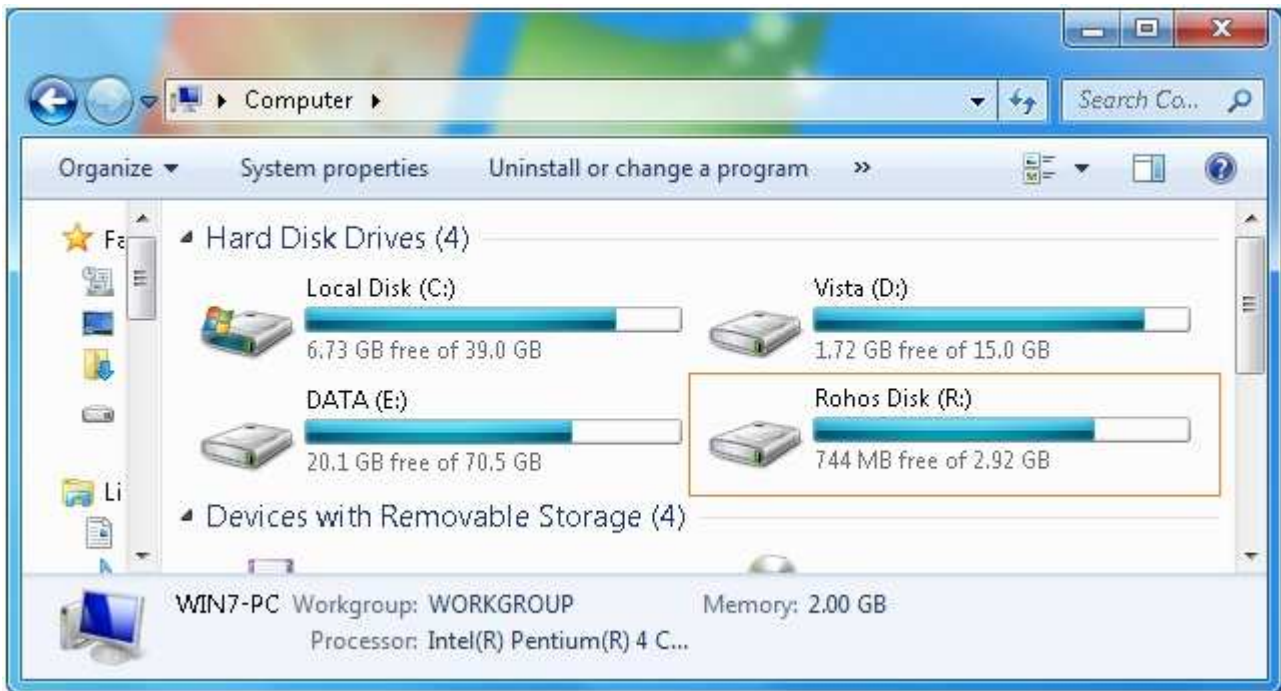 Computer
Search Co...
Organize System properties Uninstall or change a program »
Fa
Hard Disk Drives (4)
Local Disk (C:)
6.73 GB free of 39.0 GB
Vista (D:)
1.72 GB free of 15.0 GB
DATA (E:)
20.1 GB free of 70.5 GB
Rohos Disk (R:)
744 MB free of 2.92 GB
Li
Devices with Removable Storage (4)
WIN7-PC Workgroup: WORKGROUP Memory: 2.00 GB
Processor: Intel(R) Pentium(R) 4 C...